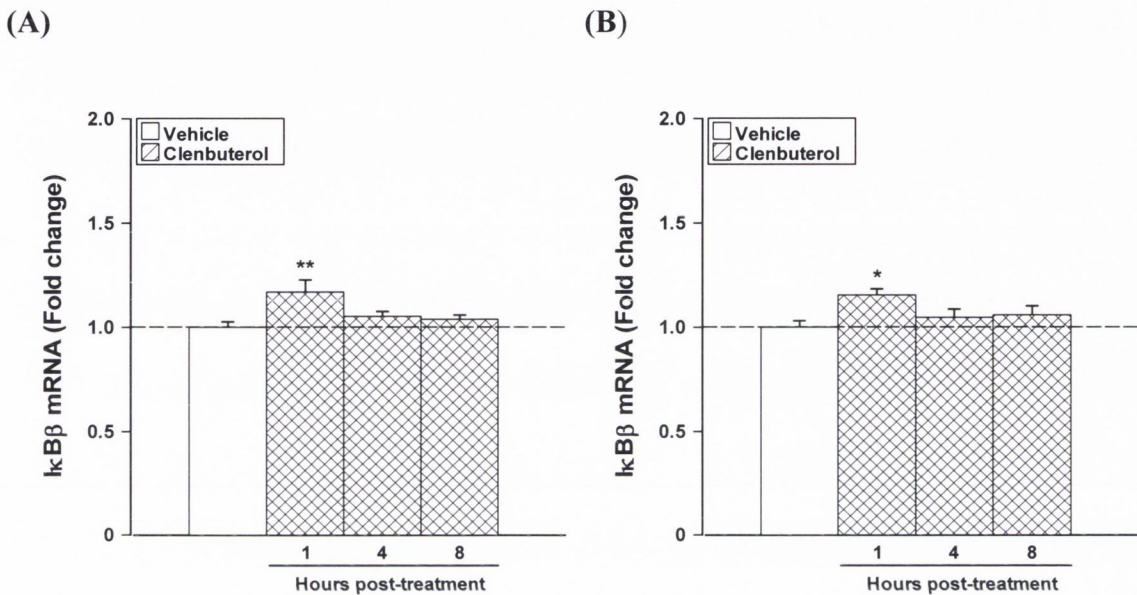 (A)
2.0
1.5
1.0
0.5
0
IκBβ mRNA (Fold change)
Vehicle
Clenbuterol
**
1 4 8
Hours post-treatment
(B)
2.0
1.5
1.0
0.5
0
IκBβ mRNA (Fold change)
Vehicle
Clenbuterol
*
1 4 8
Hours post-treatment